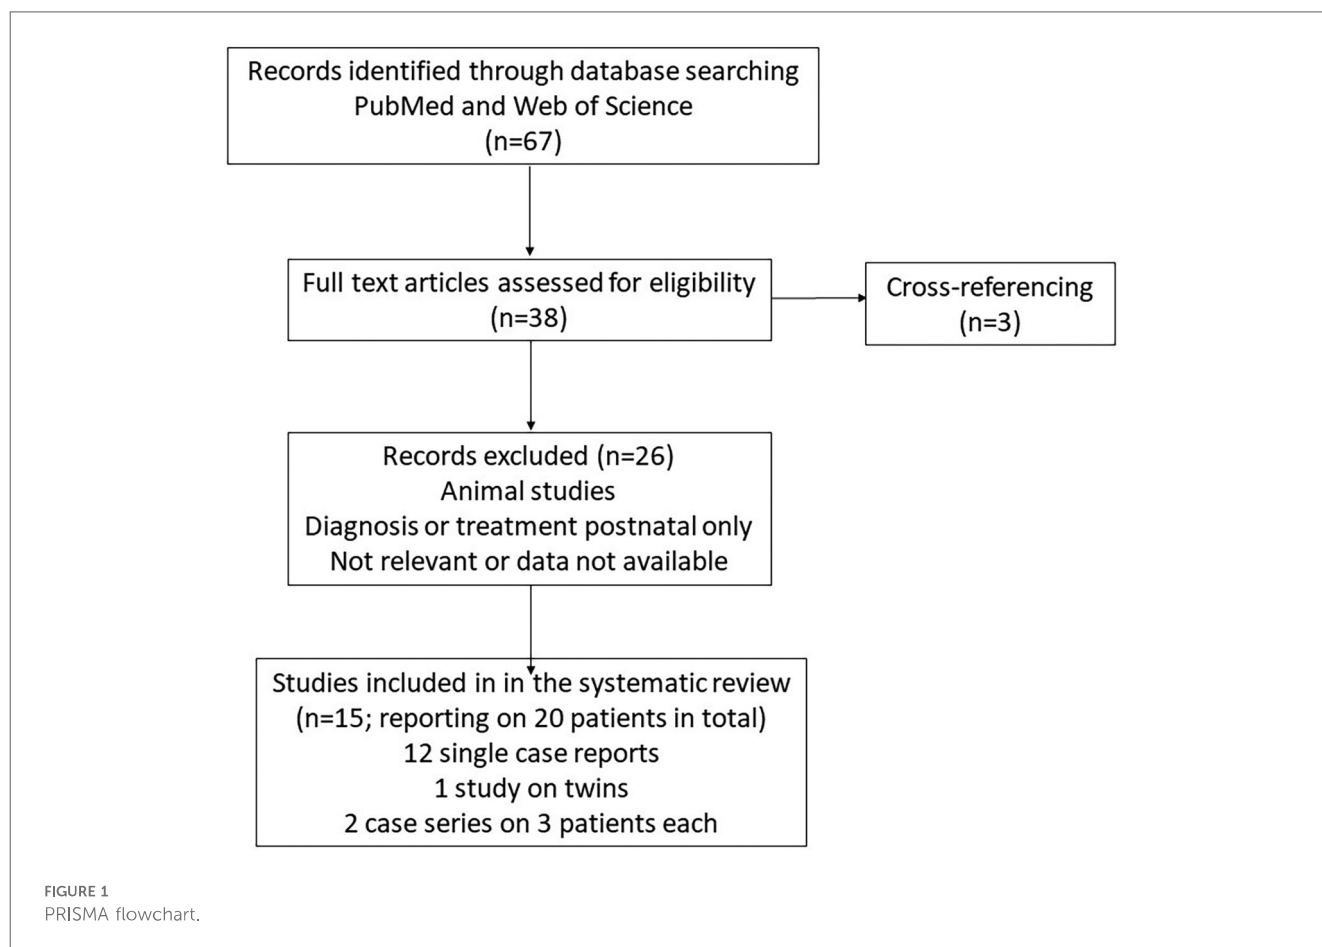 Records identified through database searching
PubMed and Web of Science
(n=67)
Full text articles assessed for eligibility
(n=38)
Cross-referencing
(n=3)
Records excluded (n=26)
Animal studies
Diagnosis or treatment postnatal only
Not relevant or data not available
Studies included in in the systematic review
(n=15; reporting on 20 patients in total)
12 single case reports
1 study on twins
2 case series on 3 patients each
FIGURE 1
PRISMA flowchart.